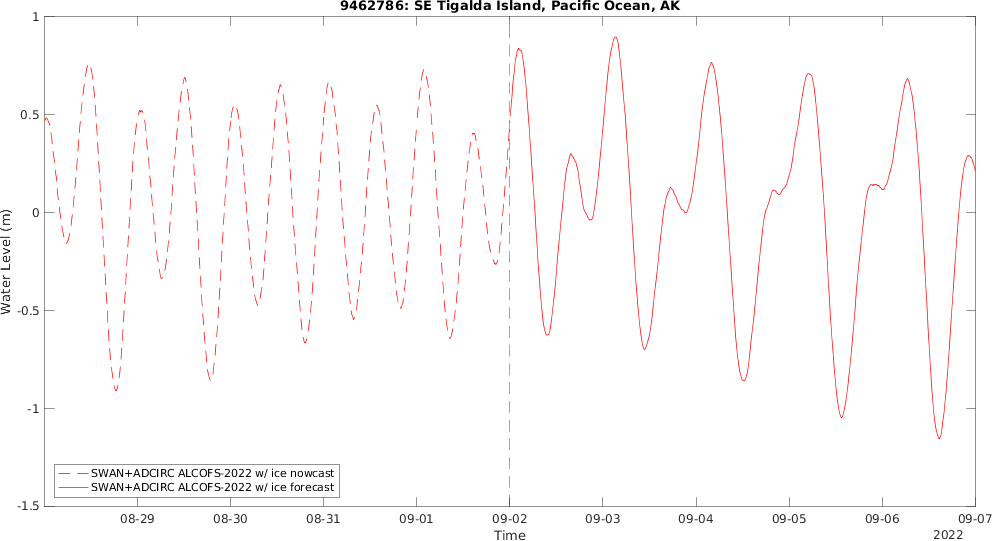 9462786: SE Tigalda Island, Pacific Ocean, AK
1
0.5
0
-0.5
-1
-1.5
Water Level (m)
SWAN+ADCIRC ALCOFS-2022 w/ ice nowcast
SWAN+ADCIRC ALCOFS-2022 w/ ice forecast
08-29 08-30 08-31 09-01 09-02 09-03 09-04 09-05 09-06 09-07
Time
2022